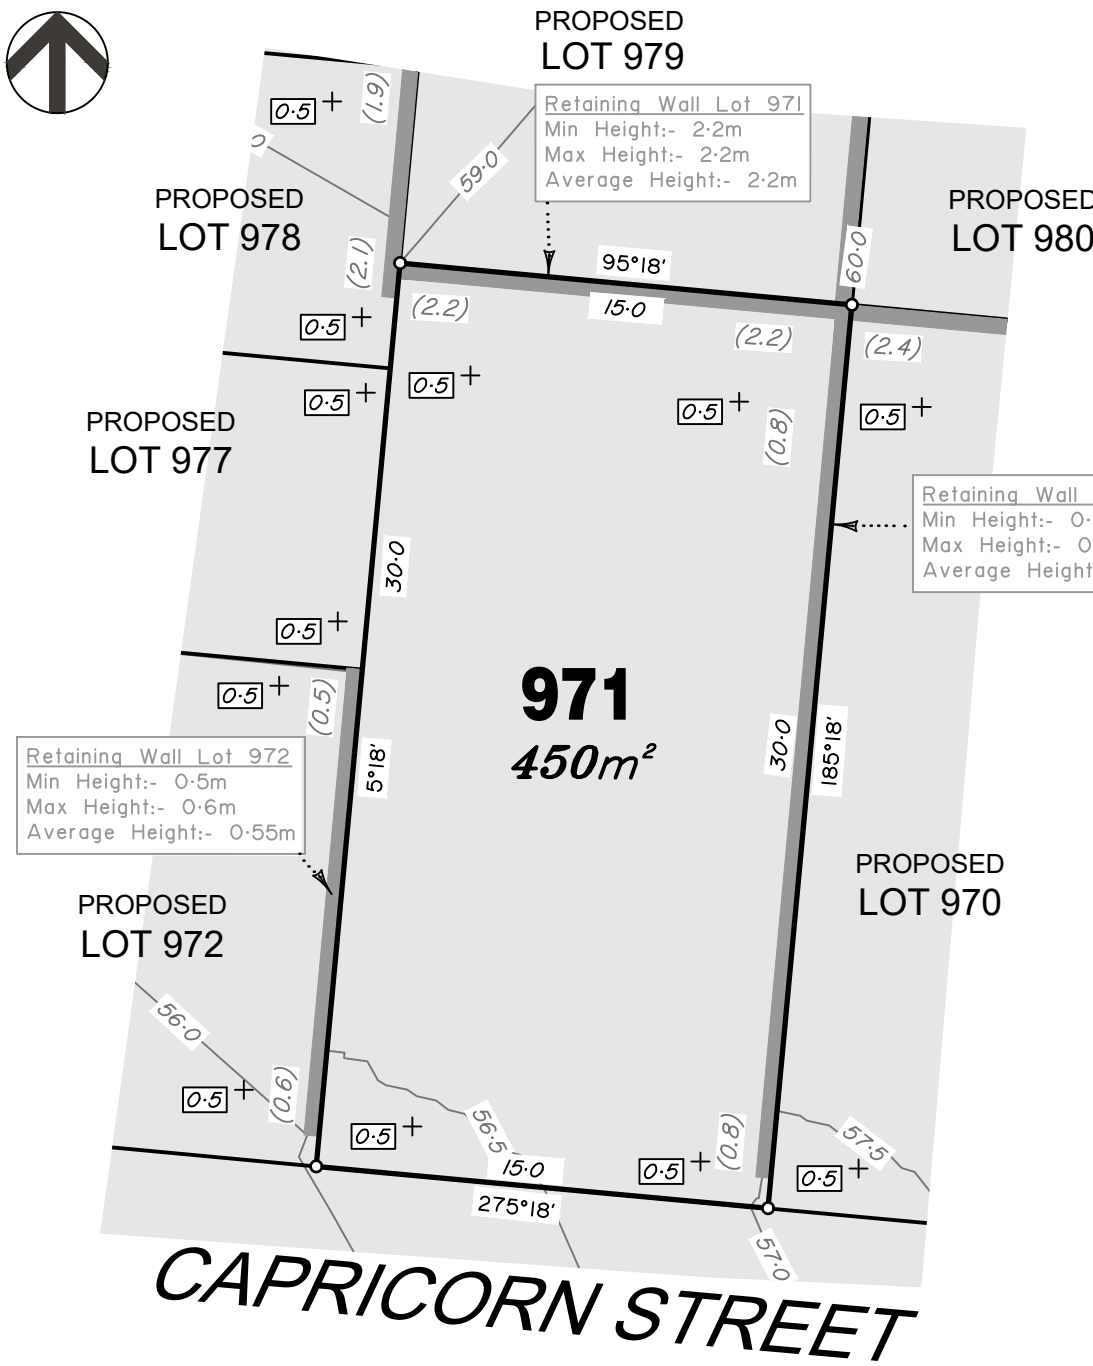 PROPOSED
LOT 979
(1.9)
0·5
Retaining Wall Lot 971
Min Height:- 2·2m
Max Height:- 2·2m
Average Height:- 2·2m
59·0
PROPOSED
LOT 978
PROPOSED
LOT 980
60·0
(2.1)
95°18'
15·0
(2.2)
(2.2)
(2.4)
0·5
0·5
0·5
0·5
0·5
(0.8)
PROPOSED
LOT 977
Retaining Wall
Min Height:- 0·
Max Height:- 0
Average Height
30·0
0·5
0·5
(0.5)
971
450m²
30·0
185°18'
5°18'
Retaining Wall Lot 972
Min Height:- 0·5m
Max Height:- 0·6m
Average Height:- 0·55m
PROPOSED
LOT 970
PROPOSED
LOT 972
56·0
0·5
(0.6)
0·5
56·5
(0.8)
57·5
15·0
0·5
0·5
275°18'
57·0
CAPRICORN STREET